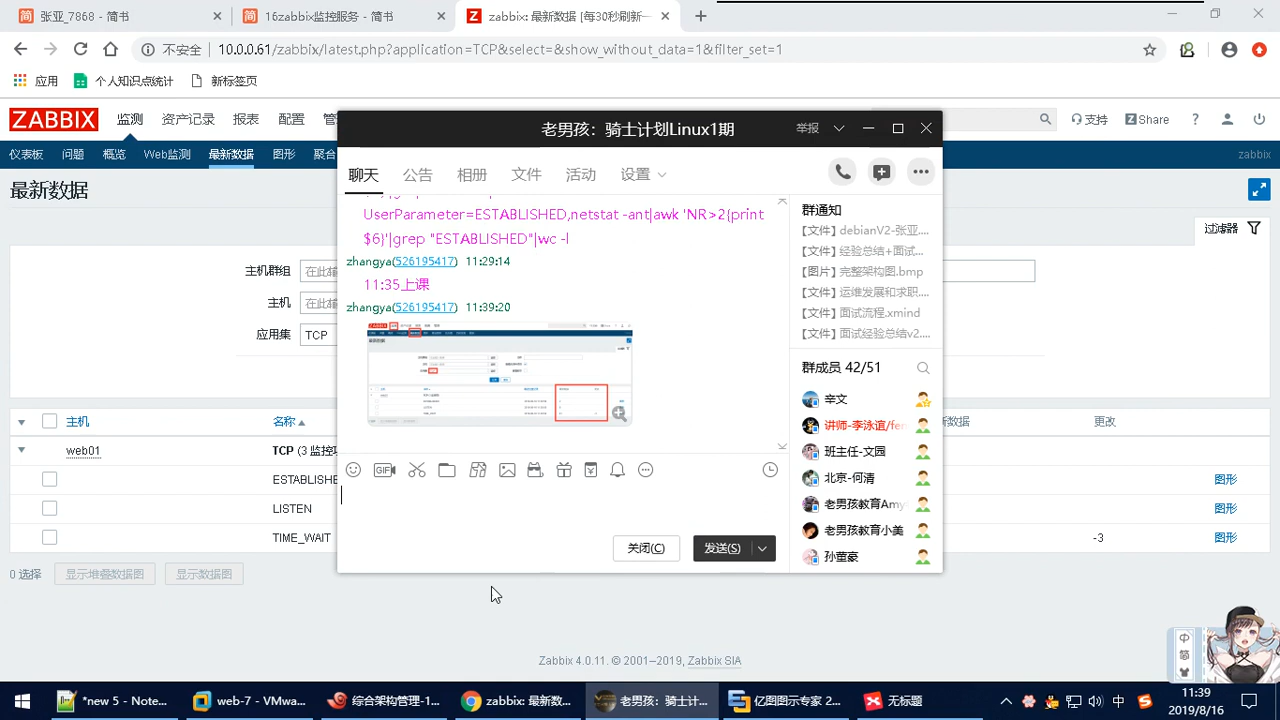 张亚_7868 - 简书
16zabbix监控服务 - 简书
zabbix: 最新数据 [每30秒刷新一
不安全
10.0.0.61/zabbix/latest.php?application=TCP&select=&show_without_data=1&filter_set=1
应用
个人知识点统计
新标签页
ZABBIX
监测
资产记录
报表
配置
管
支持
Share
?
仪表板
问题
概览
Web监测
最新数据
图形
聚合
zabbix
最新数据
过滤器
主机群组
主机
应用集
TCP
主机
名称
更改
web01
TCP (3 监控项
ESTABLISHE
图形
LISTEN
图形
TIME_WAIT
-3
图形
0 选择
显示堆叠数据图
显示数据图
Zabbix 4.0.11. © 2001–2019, Zabbix SIA
老男孩：骑士计划Linux1期
举报
聊天
公告
相册
文件
活动
设置
UserParameter=ESTABLISHED,netstat -ant|awk 'NR>2{print
$6}'|grep "ESTABLISHED"|wc -l
zhangya(526195417) 11:29:14
11:35上课
zhangya(526195417) 11:39:20
关闭(C)
发送(S)
群通知
【文件】debianV2-张亚....
【文件】经验总结+面试...
【图片】完整架构图.bmp
【文件】运维发展和求职...
【文件】面试流程.xmind
【文件】面试经验总结v2....
群成员 42/51
辛文
讲师-李泳谊/fe
班主任-文园
北京-何清
老男孩教育Amy
老男孩教育小美
孙董豪
中
简
*new 5 - Note...
web-7 - VMwa...
综合架构管理-1...
zabbix: 最新数...
老男孩：骑士计...
亿图图示专家 2...
无标题
中
11:39
2019/8/16